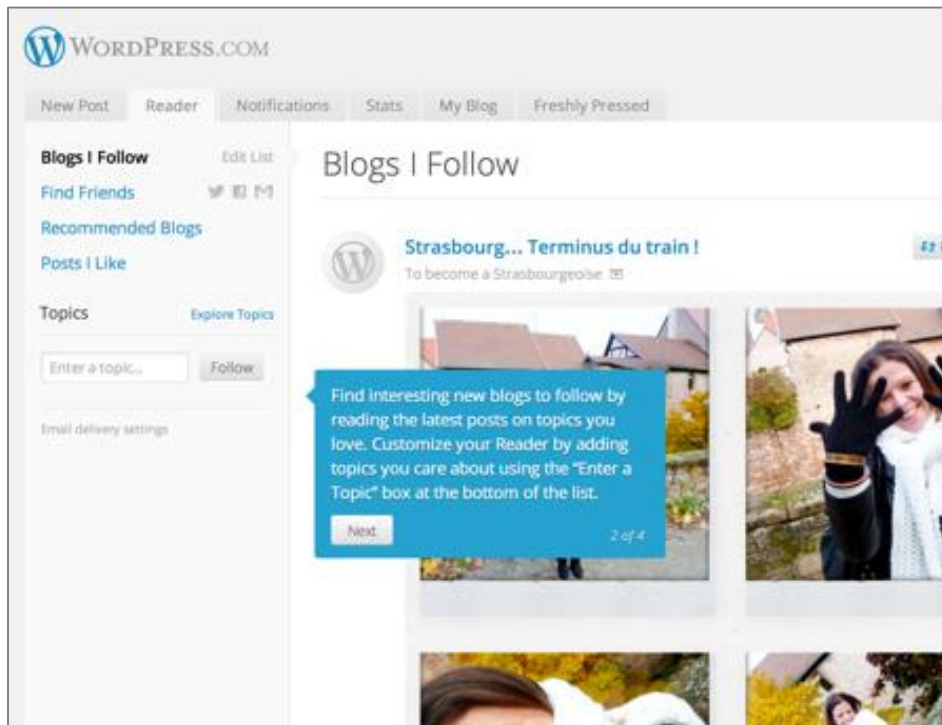 WORDPRESS.COM
New Post Reader Notifications Stats My Blog Freshly Pressed
Blogs I Follow Edit List
Find Friends
Recommended Blogs
Posts I Like
Topics Explore Topics
Enter a topic... Follow
Email delivery settings
Blogs I Follow
Strasbourg... Terminus du train !
To become a Strasbourgeoise
Find interesting new blogs to follow by
reading the latest posts on topics you
love. Customize your Reader by adding
topics you care about using the “Enter a
Topic” box at the bottom of the list.
Next 2 of 4